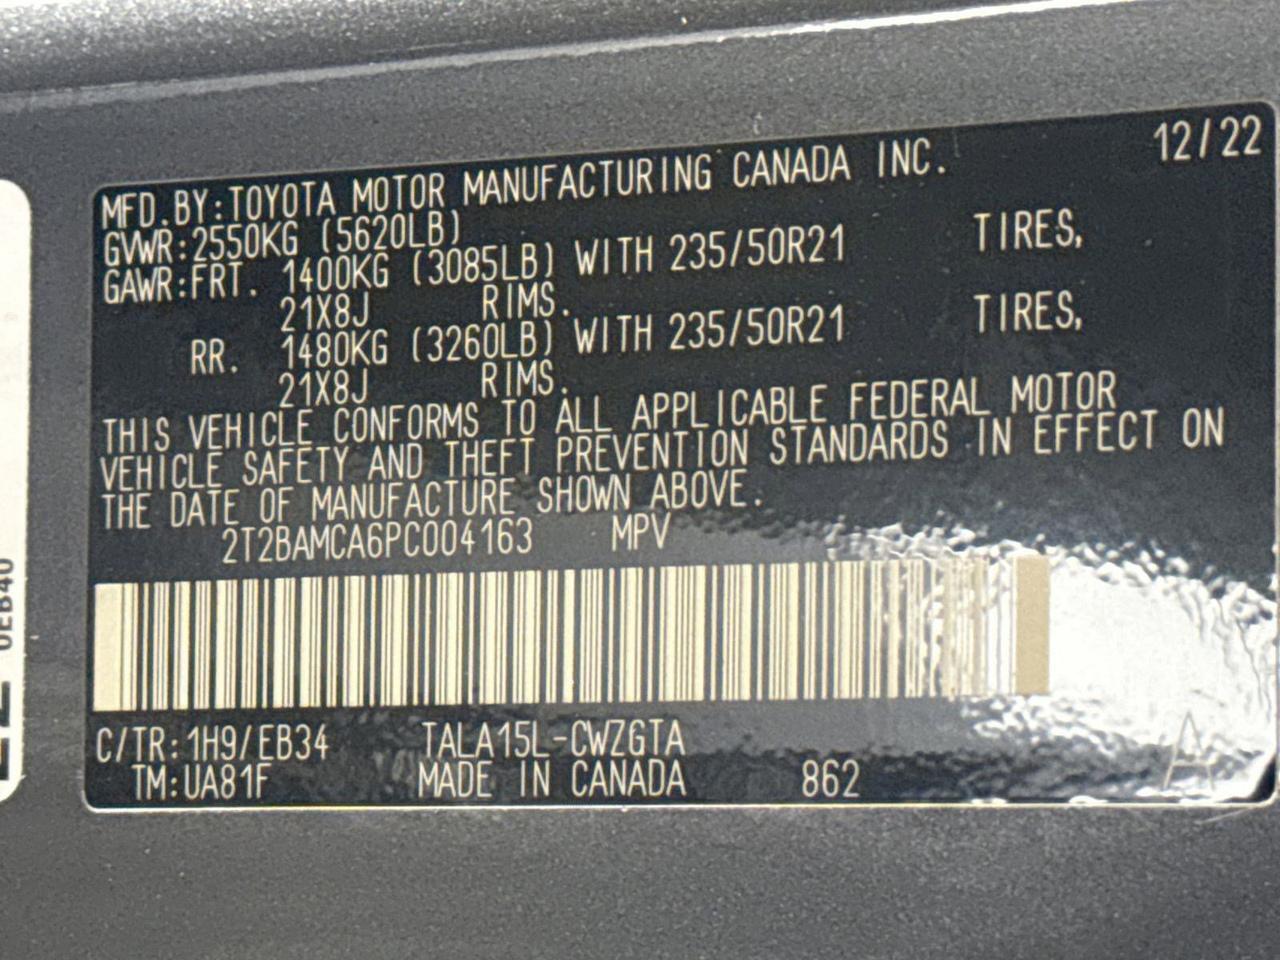 12/22
MFD.BY:TOYOTA MOTOR MANUFACTURING CANADA INC.
GVWR:2550KG (5620LB)
GAWR:FRT. 1400KG (3085LB) WITH 235/50R21 TIRES,
21X8J RIMS.
RR. 1480KG (3260LB) WITH 235/50R21 TIRES,
21X8J RIMS.
THIS VEHICLE CONFORMS TO ALL APPLICABLE FEDERAL MOTOR
VEHICLE SAFETY AND THEFT PREVENTION STANDARDS IN EFFECT ON
THE DATE OF MANUFACTURE SHOWN ABOVE.
2T2BAMCA6PC004163 MPV
C/TR:1H9/EB34 TALA15L-CWZGTA
TM:UA81F MADE IN CANADA 862
A
0EB40